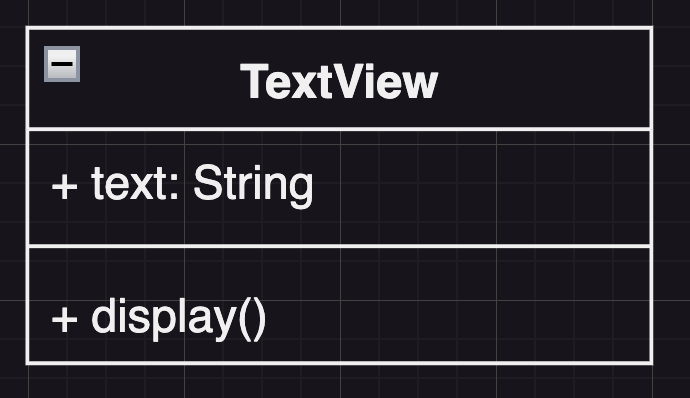 TextView
+ text: String
+ display()